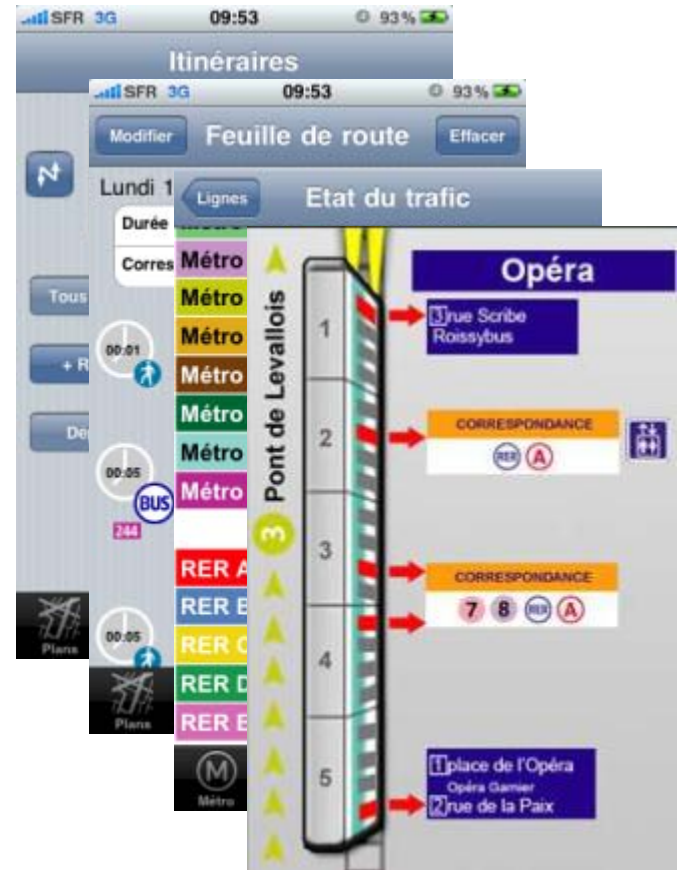 SFR 3G 09:53 93%
Itinéraires
Tous
+ R
De
Plans
SFR 3G 09:53 93%
Modifier Feuille de route Effacer
Lundi 1
Durée
Corres
00:01
00:05
BUS
244
00:05
Plans
Lignes Etat du trafic
Métro
Métro
Métro
Métro
Métro
Métro
Métro
RER A
RER B
RER C
RER D
RER E
M
Métro
3 Pont de Levallois
1
2
3
4
5
Opéra
3 rue Scribe
Roissybus
CORRESPONDANCE
RER A
CORRESPONDANCE
7 8 RER A
1 place de l'Opéra
Opéra Garnier
2 rue de la Paix